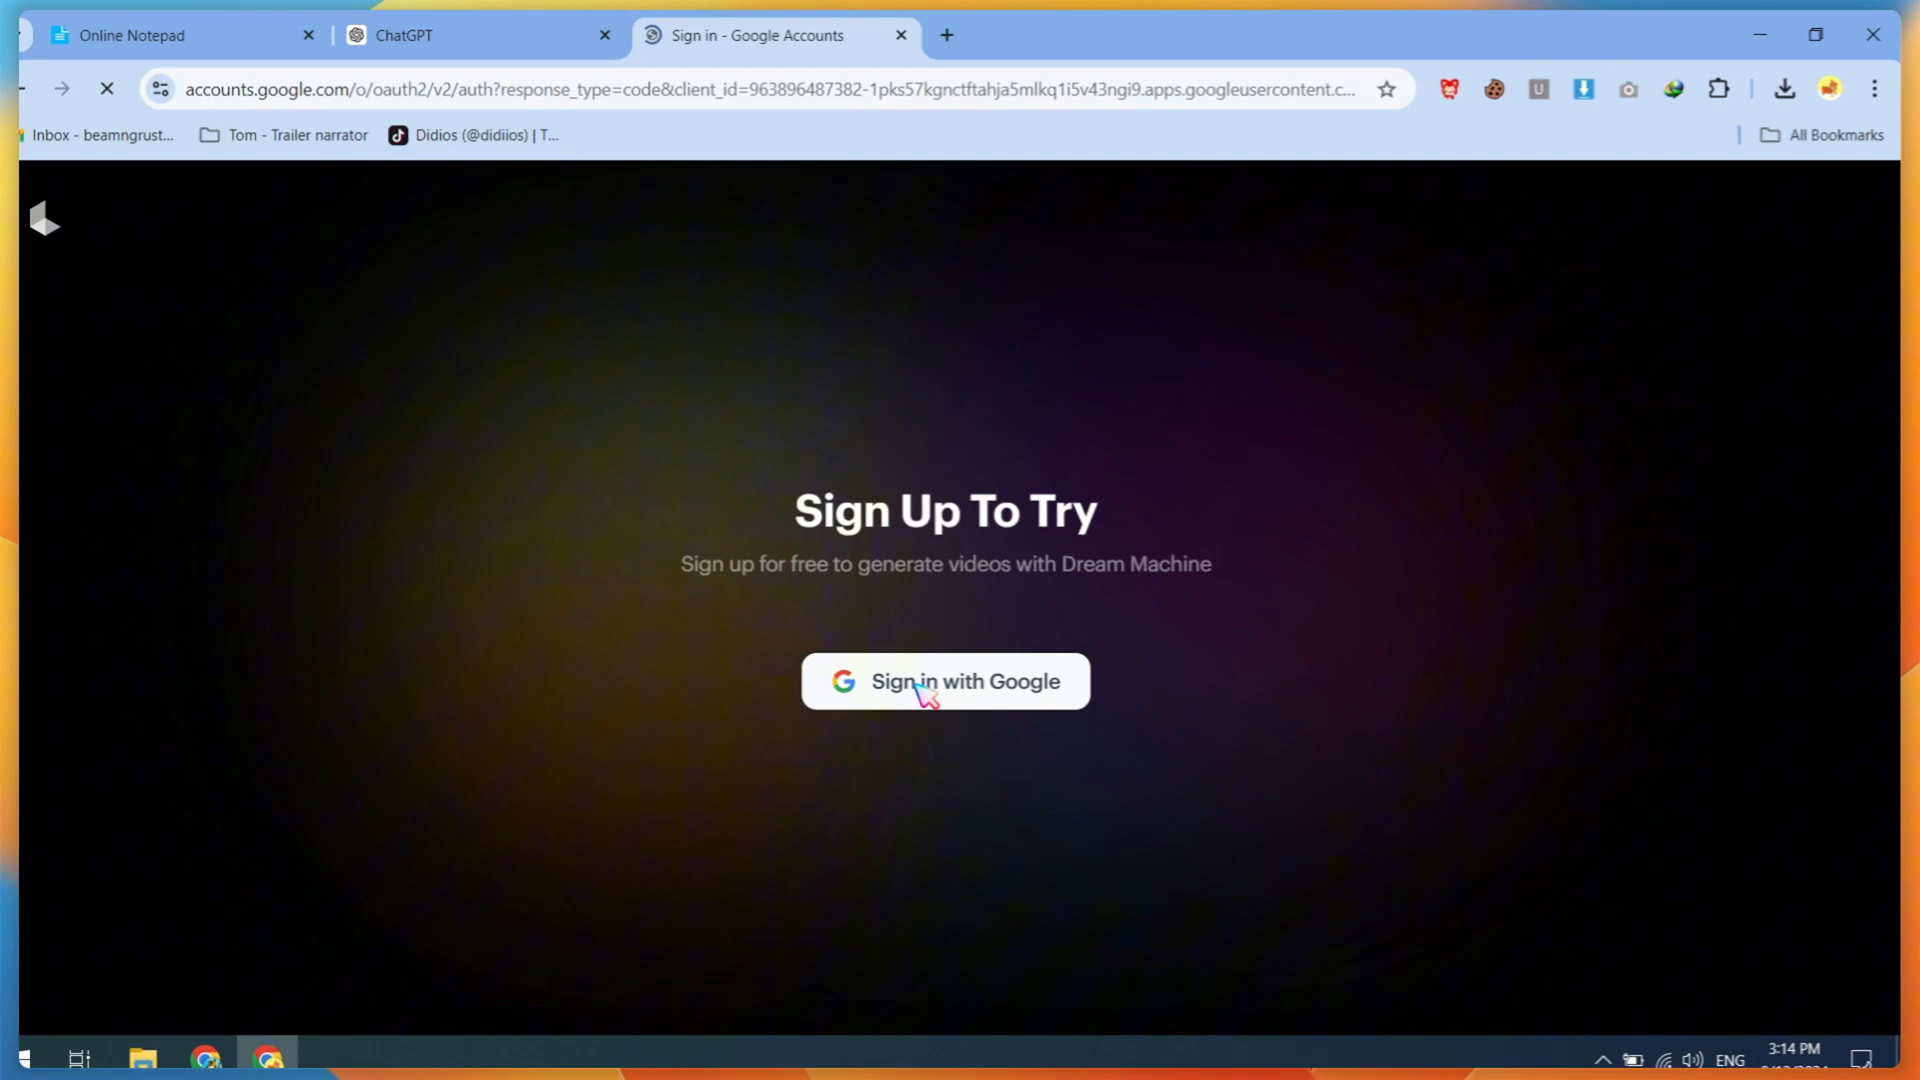 Online Notepad
ChatGPT
Sign in - Google Accounts
accounts.google.com/o/oauth2/v2/auth?response_type=code&client_id=963896487382-1pks57kgnctftahja5mlkq1i5v43ngi9.apps.googleusercontent.c...
U
Inbox - beamngrust...
Tom - Trailer narrator
Didios (@didiios) | T...
All Bookmarks
Sign Up To Try
Sign up for free to generate videos with Dream Machine
Sign in with Google
ENG
3:14 PM